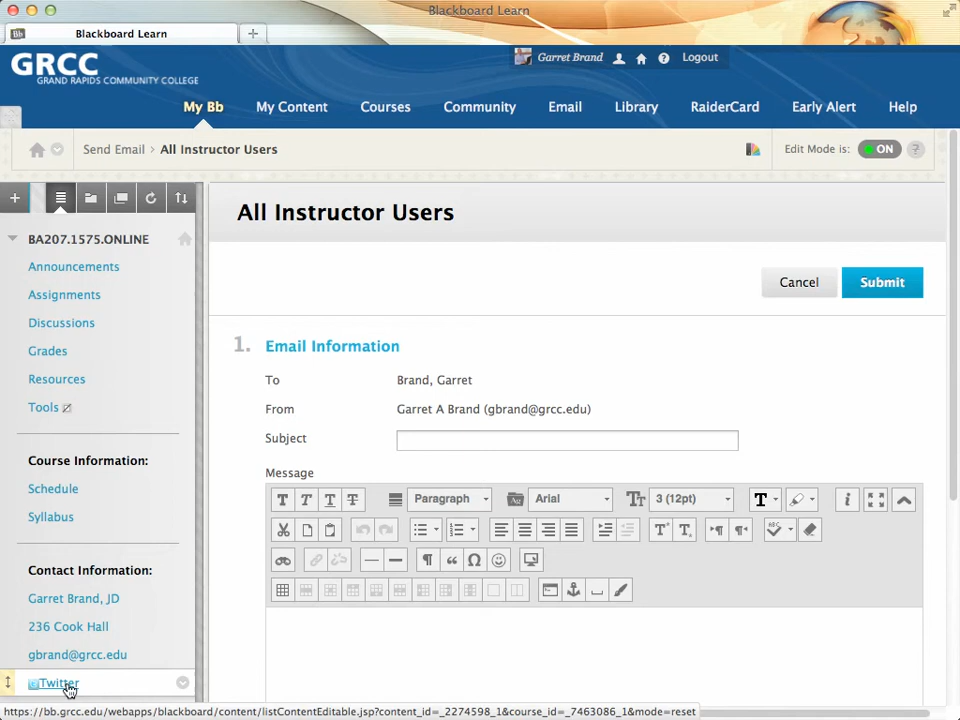 Blackboard Learn
Bb Blackboard Learn
GRCC
GRAND RAPIDS COMMUNITY COLLEGE
Garret Brand Logout
My Bb My Content Courses Community Email Library RaiderCard Early Alert Help
Send Email > All Instructor Users
Edit Mode is: ON ?
BA207.1575.ONLINE
Announcements
Assignments
Discussions
Grades
Resources
Tools
Course Information:
Schedule
Syllabus
Contact Information:
Garret Brand, JD
236 Cook Hall
gbrand@grcc.edu
Twitter
All Instructor Users
Cancel Submit
1. Email Information
To Brand, Garret
From Garret A Brand (gbrand@grcc.edu)
Subject
Message
T T T T Paragraph Arial TT 3 (12pt) T i
ABC
https://bb.grcc.edu/webapps/blackboard/content/listContentEditable.jsp?content_id=_2274598_1&course_id=_7463086_1&mode=reset